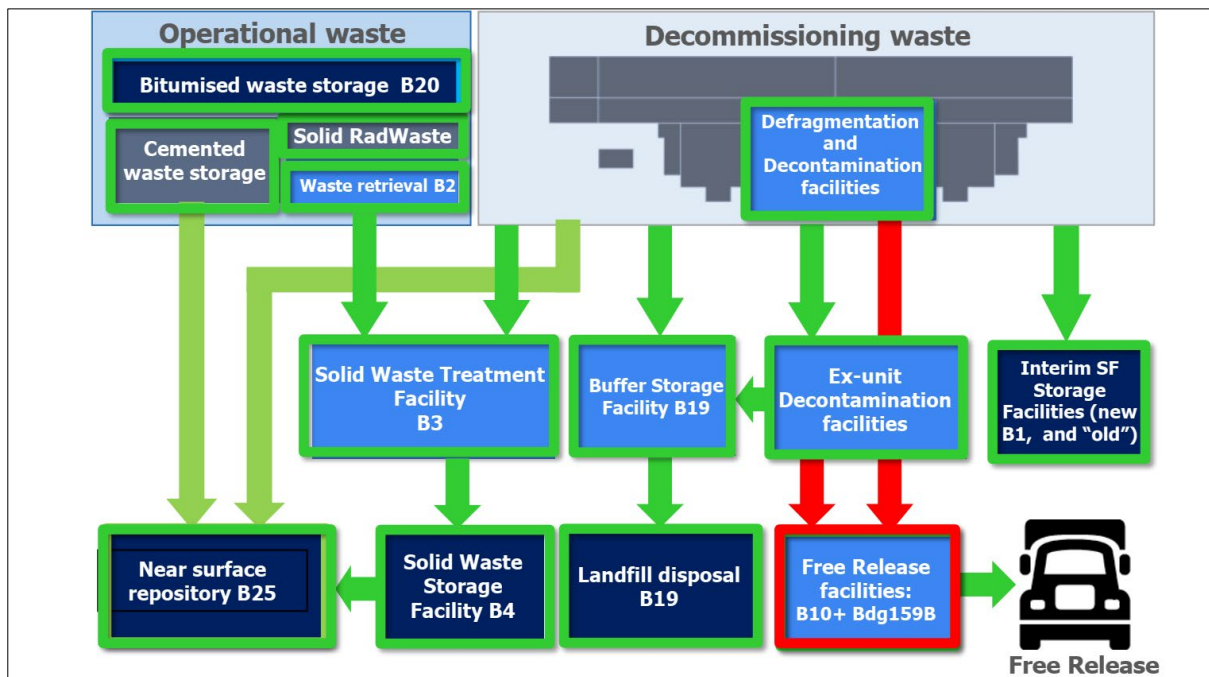 Operational waste
Decommissioning waste
Bitumised waste storage B20
Cemented
waste storage
Solid RadWaste
Waste retrieval B2
Defragmentation
and
Decontamination
facilities
Solid Waste Treatment
Facility
B3
Buffer Storage
Facility B19
Ex-unit
Decontamination
facilities
Interim SF
Storage
Facilities (new
B1, and “old”)
Near surface
repository B25
Solid Waste
Storage
Facility B4
Landfill disposal
B19
Free Release
facilities:
B10+ Bdg159B
Free Release